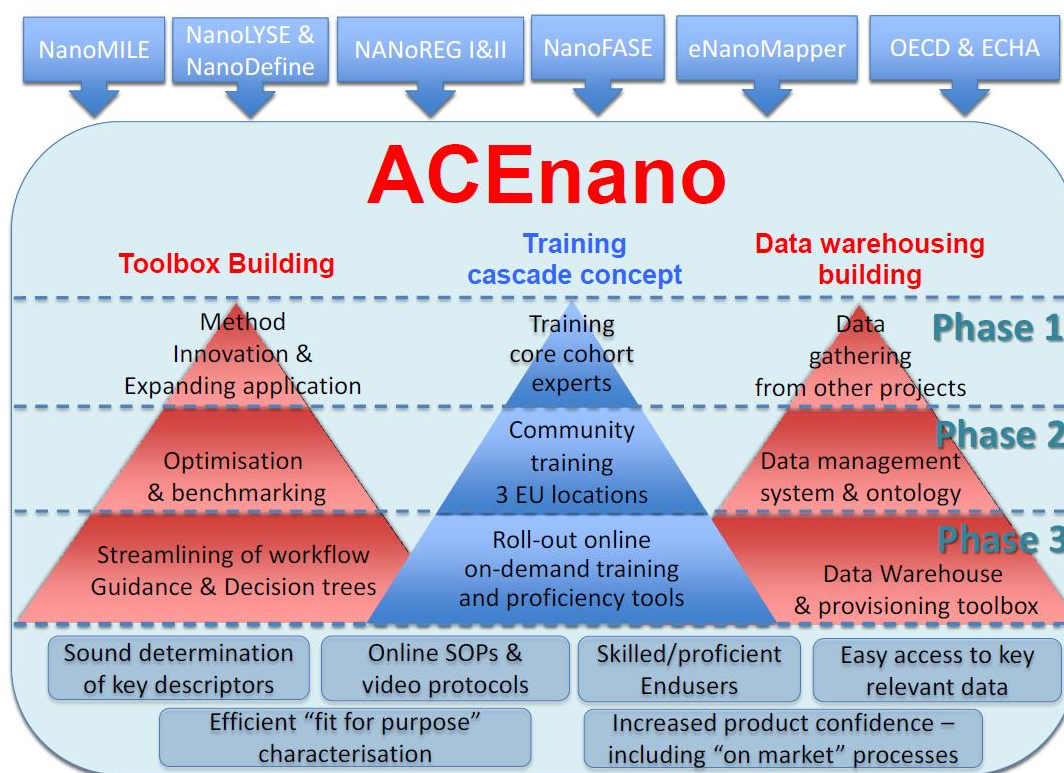 NanoMILE
NanoLYSE &
NanoDefine
NANoREG I&II
NanoFASE
eNanoMapper
OECD & ECHA
ACEnano
Toolbox Building
Training
cascade concept
Data warehousing
building
Phase 1
Method
Innovation &
Expanding application
Training
core cohort
experts
Data
gathering
from other projects
Phase 2
Optimisation
& benchmarking
Community
training
3 EU locations
Data management
system & ontology
Phase 3
Streamlining of workflow
Guidance & Decision trees
Roll-out online
on-demand training
and proficiency tools
Data Warehouse
& provisioning toolbox
Sound determination
of key descriptors
Online SOPs &
video protocols
Skilled/proficient
Endusers
Easy access to key
relevant data
Efficient “fit for purpose”
characterisation
Increased product confidence –
including “on market” processes